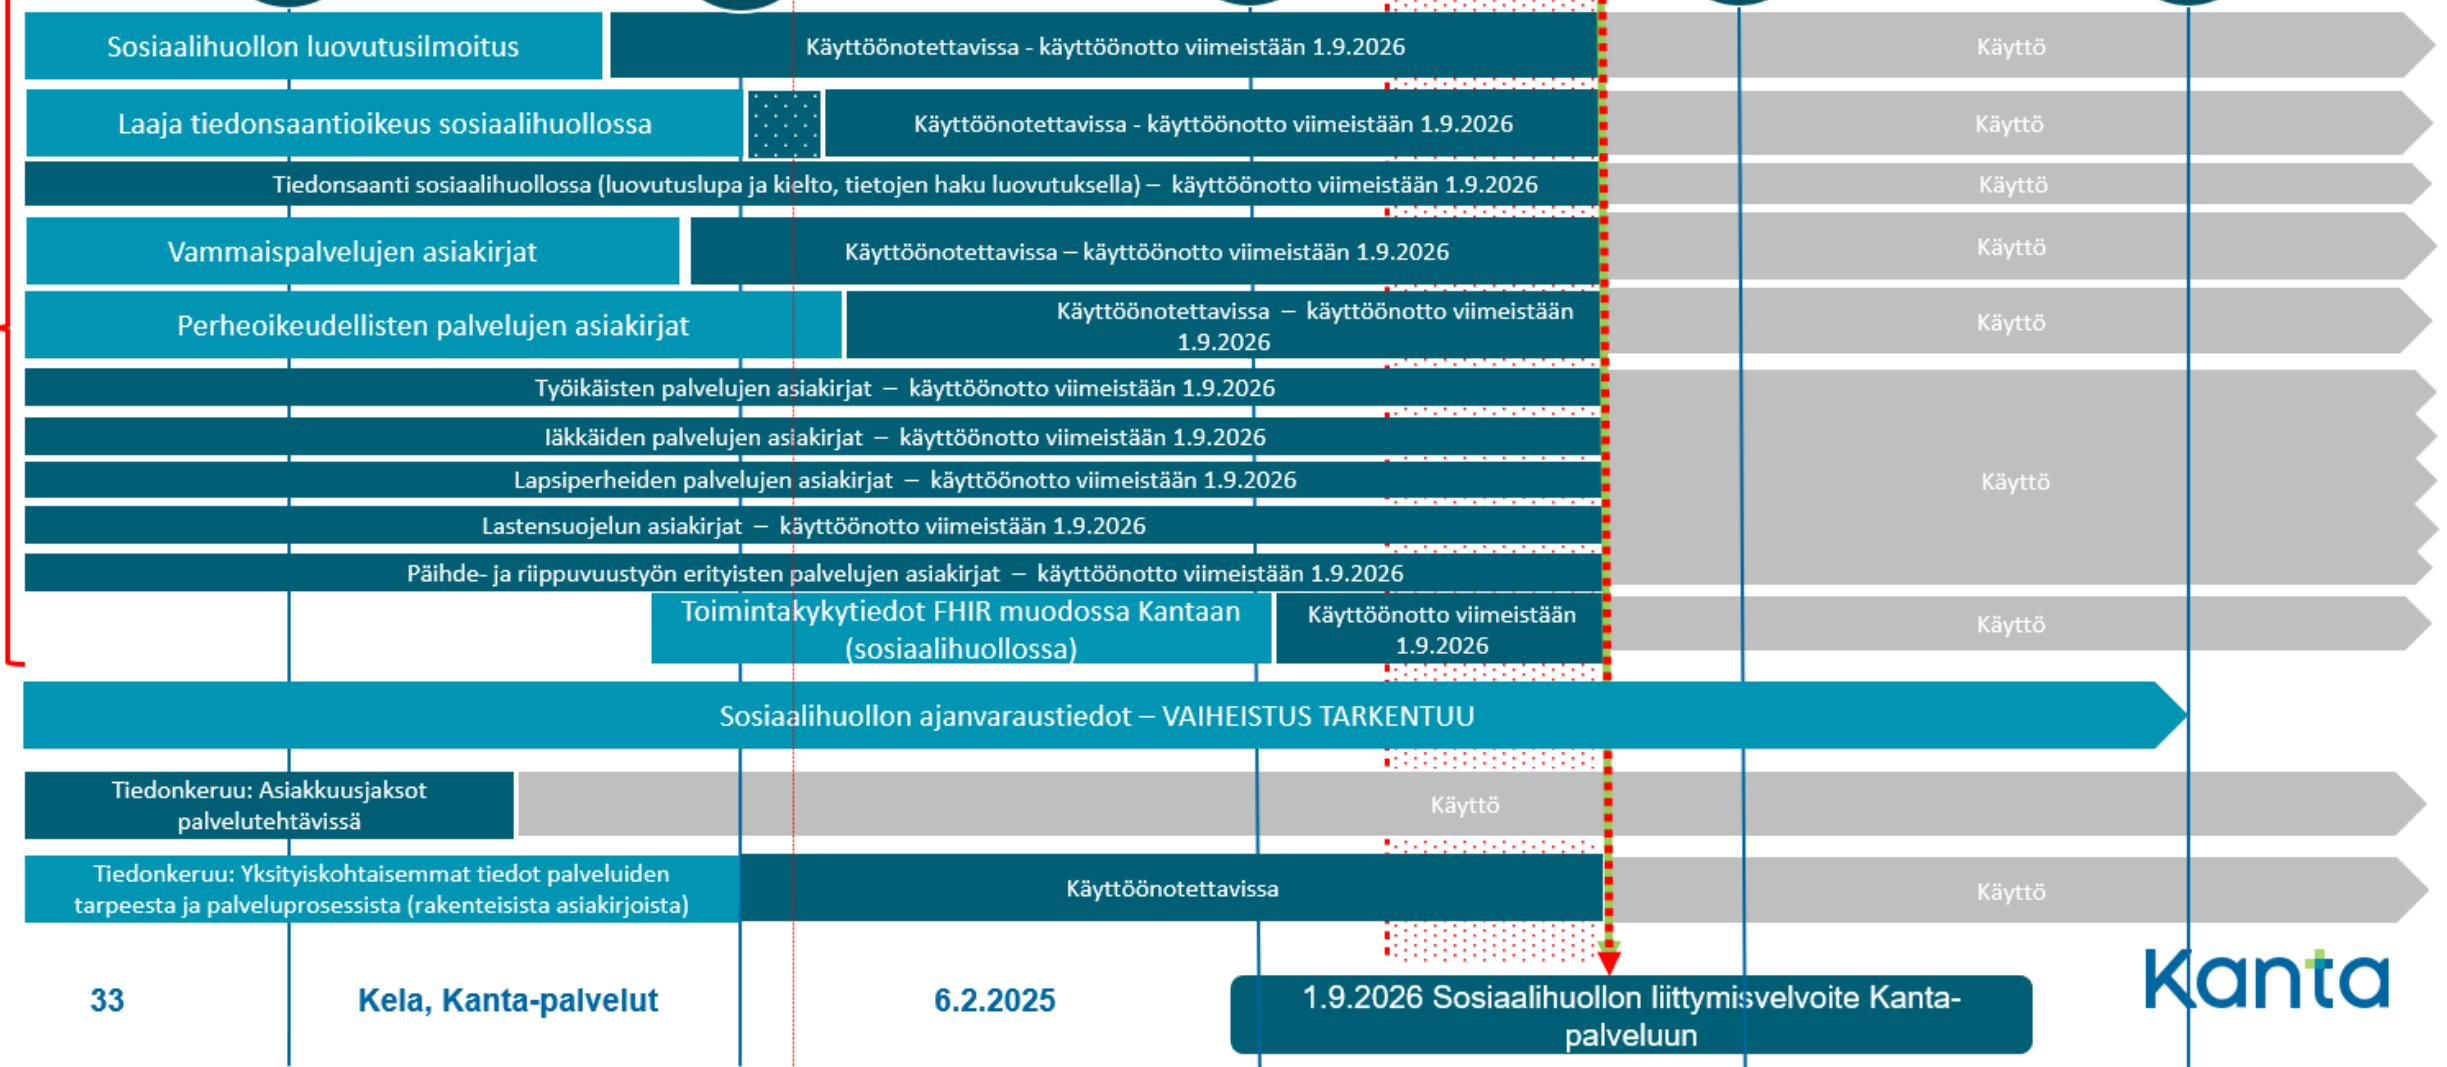 Sosiaalihuollon luovutusilmoitus
Käyttöönotettavissa - käyttöönotto viimeistään 1.9.2026
Käyttö
Laaja tiedonsaantioikeus sosiaalihuollossa
Käyttöönotettavissa - käyttöönotto viimeistään 1.9.2026
Käyttö
Tiedonsaanti sosiaalihuollossa (luovutuslupa ja kielto, tietojen haku luovutuksella) – käyttöönotto viimeistään 1.9.2026
Käyttö
Vammaispalvelujen asiakirjat
Käyttöönotettavissa – käyttöönotto viimeistään 1.9.2026
Käyttö
Perheoikeudellisten palvelujen asiakirjat
Käyttöönotettavissa – käyttöönotto viimeistään
1.9.2026
Käyttö
Työikäisten palvelujen asiakirjat – käyttöönotto viimeistään 1.9.2026
Iäkkäiden palvelujen asiakirjat – käyttöönotto viimeistään 1.9.2026
Lapsiperheiden palvelujen asiakirjat – käyttöönotto viimeistään 1.9.2026
Käyttö
Lastensuojelun asiakirjat – käyttöönotto viimeistään 1.9.2026
Päihde- ja riippuvuustyön erityisten palvelujen asiakirjat – käyttöönotto viimeistään 1.9.2026
Toimintakykytiedot FHIR muodossa Kantaan
(sosiaalihuollossa)
Käyttöönotto viimeistään
1.9.2026
Käyttö
Sosiaalihuollon ajanvaraustiedot – VAIHEISTUS TARKENTUU
Tiedonkeruu: Asiakkuusjaksot
palvelutehtävissä
Käyttö
Tiedonkeruu: Yksityiskohtaisemmat tiedot palveluiden
tarpeesta ja palveluprosessista (rakenteisista asiakirjoista)
Käyttöönotettavissa
Käyttö
33
Kela, Kanta-palvelut
6.2.2025
1.9.2026 Sosiaalihuollon liittymisvelvoite Kanta-
palveluun
Kanta